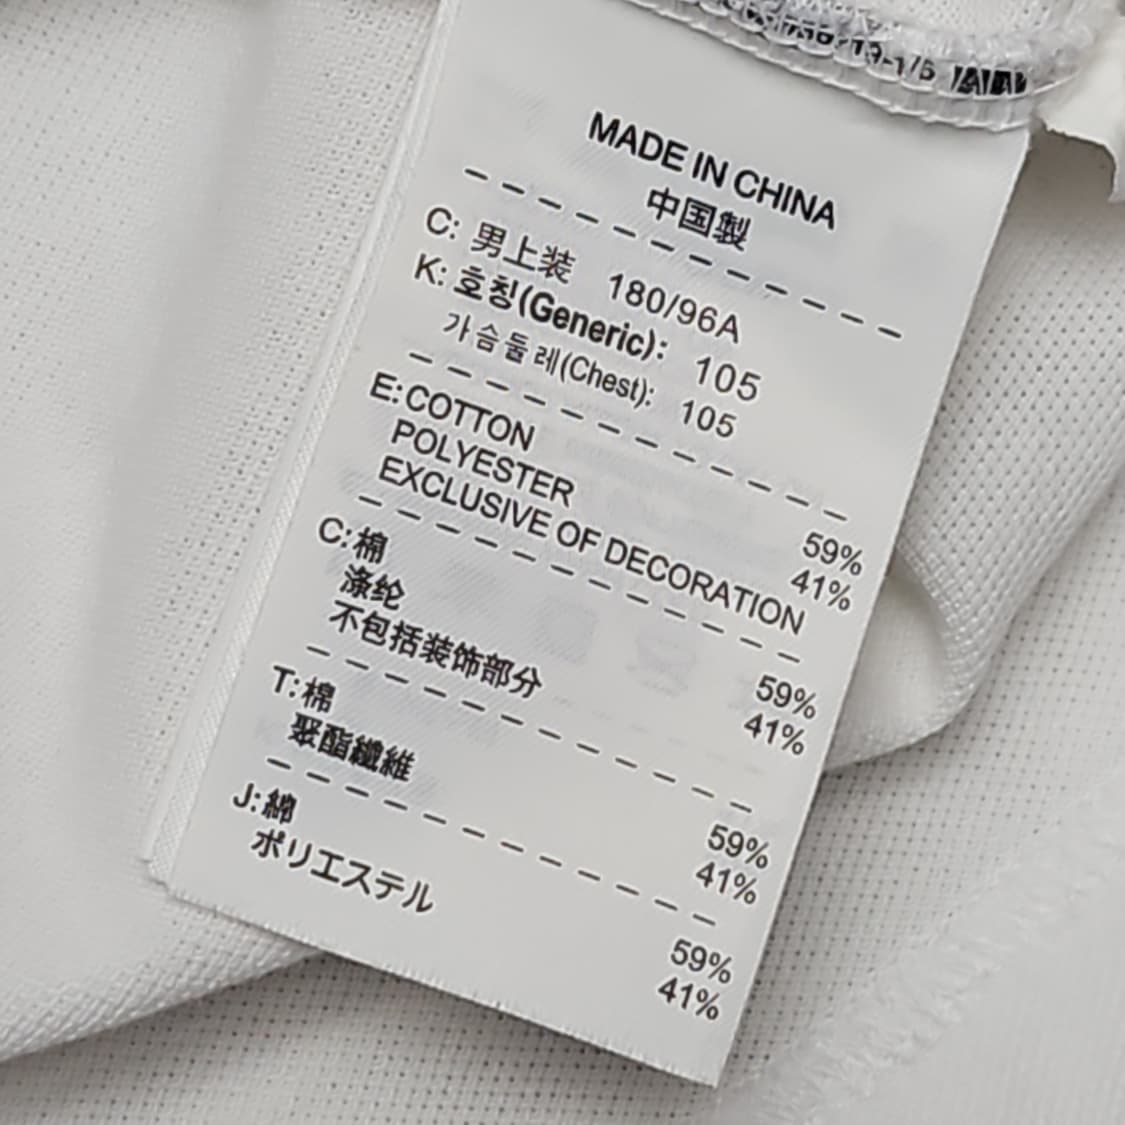 MADE IN CHINA
中国製
C: 男上装 180/96A
K: 호칭(Generic): 105
가슴둘레(Chest): 105
E: COTTON 59%
POLYESTER 41%
EXCLUSIVE OF DECORATION
C: 棉 59%
涤纶 41%
不包括装饰部分
T: 棉 59%
聚酯纖維 41%
J: 綿 59%
ポリエステル 41%